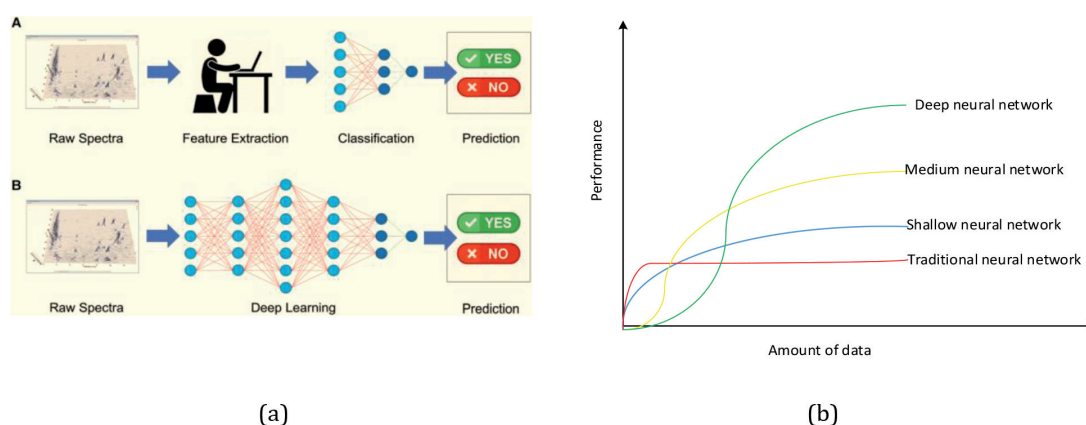 A
YES
NO
Raw Spectra
Feature Extraction
Classification
Prediction
B
YES
NO
Raw Spectra
Deep Learning
Prediction
(a)
Performance
Deep neural network
Medium neural network
Shallow neural network
Traditional neural network
Amount of data
(b)